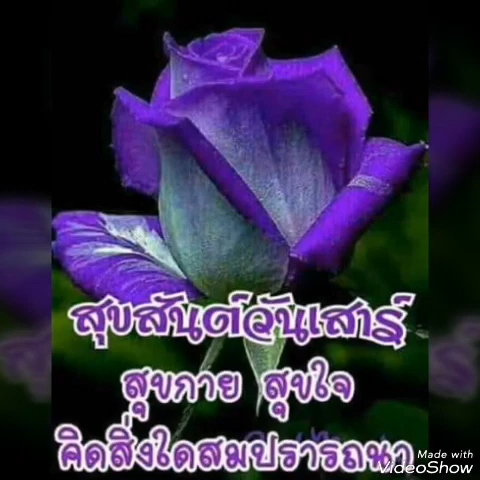 สุขสันต์วันเสาร์
สุขกาย สุขใจ
คิดสิ่งใดสมปรารถนา
Made with
VideoShow